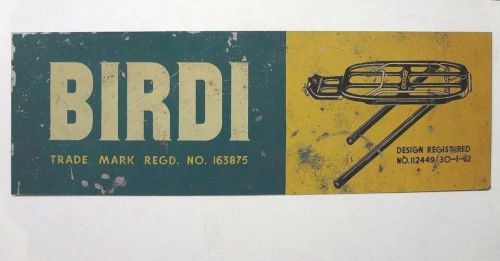 BIRDI
TRADE MARK REGD. NO. 163875
DESIGN REGISTERED
NO. 112449/30-1-62